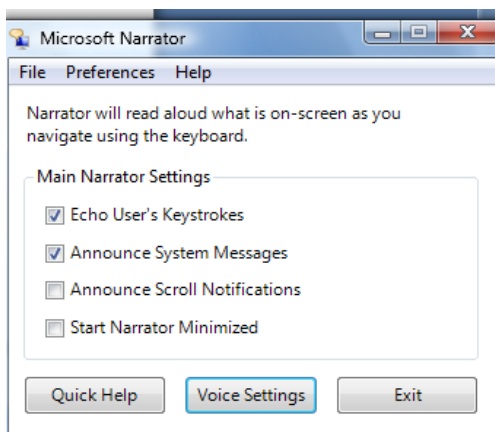 Microsoft Narrator
File Preferences Help
Narrator will read aloud what is on-screen as you
navigate using the keyboard.
Main Narrator Settings
Echo User's Keystrokes
Announce System Messages
Announce Scroll Notifications
Start Narrator Minimized
Quick Help Voice Settings Exit